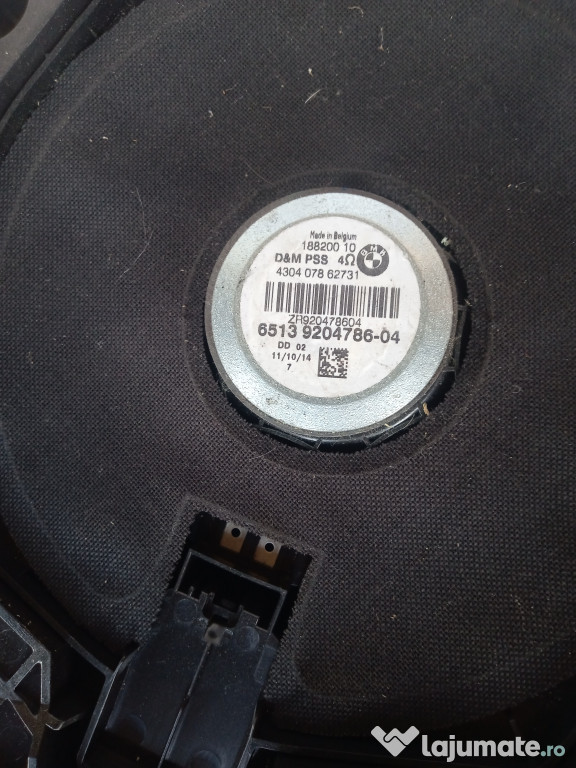 Made in Belgium
188200 10
D&M PSS 4Ω
BMW
4304 078 62731
ZR920478604
6513 9204786-04
DD 02
11/10/14
7
lajumate.ro